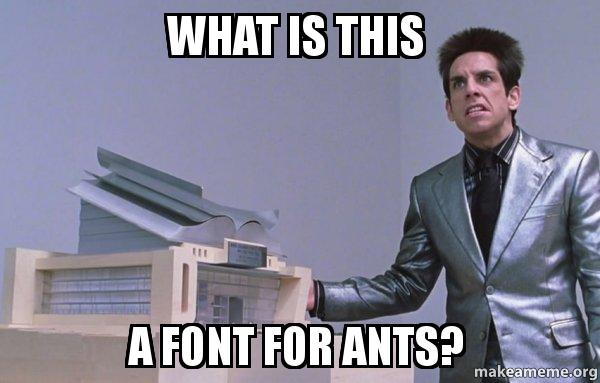 WHAT IS THIS
A FONT FOR ANTS?
makeameme.org